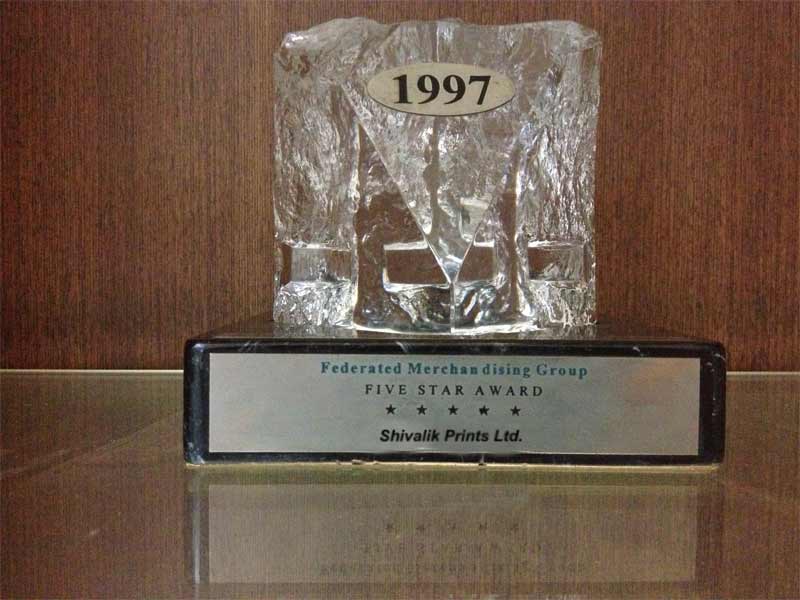 1997
Federated Merchandising Group
FIVE STAR AWARD
★ ★ ★ ★ ★
Shivalik Prints Ltd.